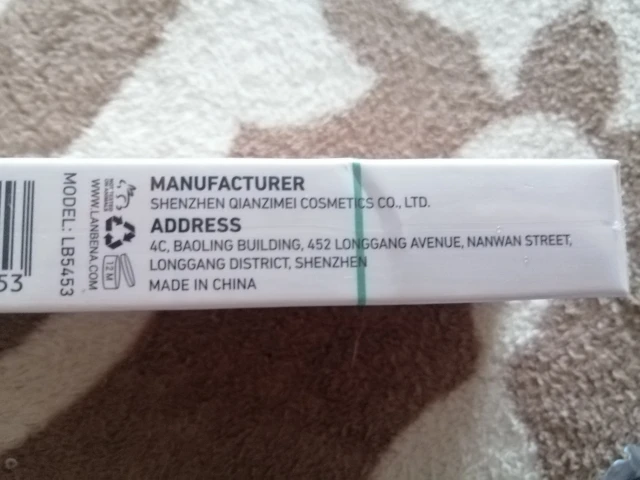 MANUFACTURER
SHENZHEN QIANZIMEI COSMETICS CO., LTD.
ADDRESS
4C, BAOLING BUILDING, 452 LONGGANG AVENUE, NANWAN STREET,
LONGGANG DISTRICT, SHENZHEN
MADE IN CHINA
12M
WWW.LANBENA.COM
MODEL: LB5453
53